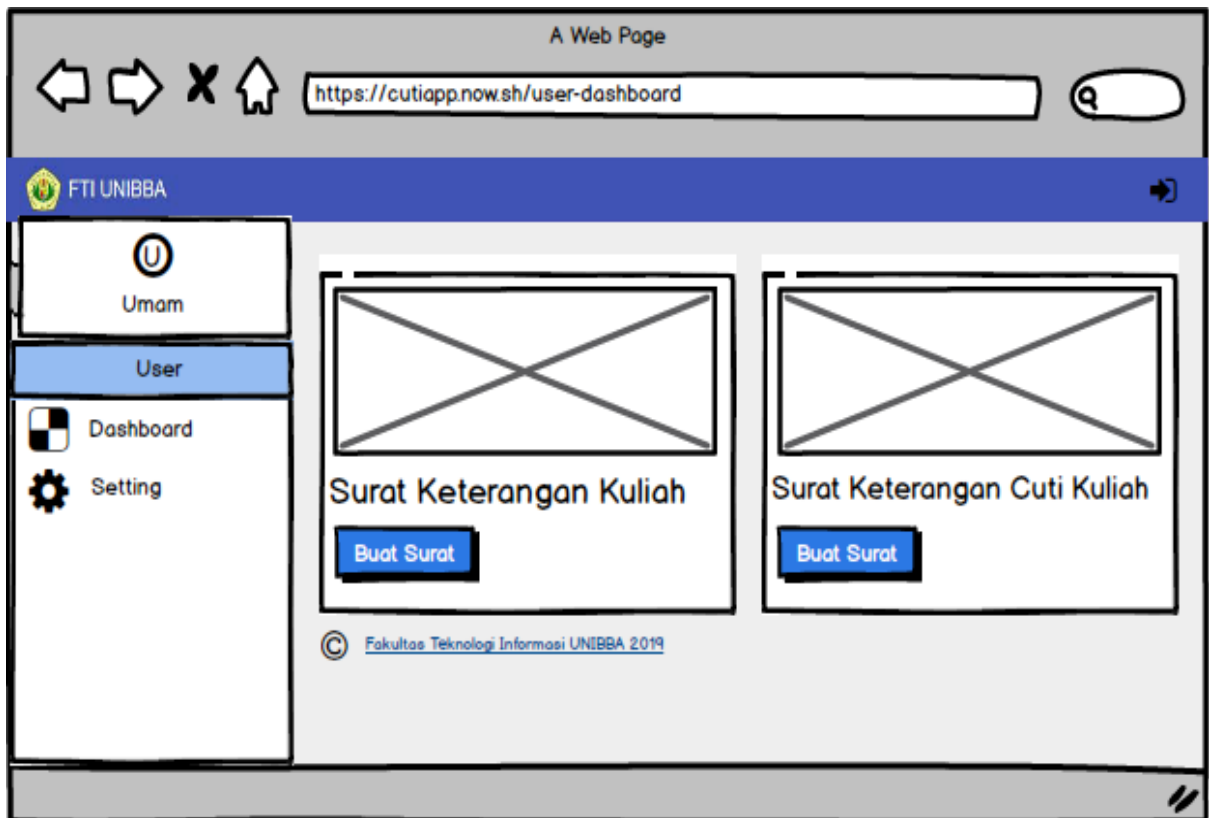 A Web Page
https://cutiapp.now.sh/user-dashboard
FTI UNIBBA
U
Umam
User
Dashboard
Setting
Surat Keterangan Kuliah
Buat Surat
Surat Keterangan Cuti Kuliah
Buat Surat
© Fakultas Teknologi Informasi UNIBBA 2019